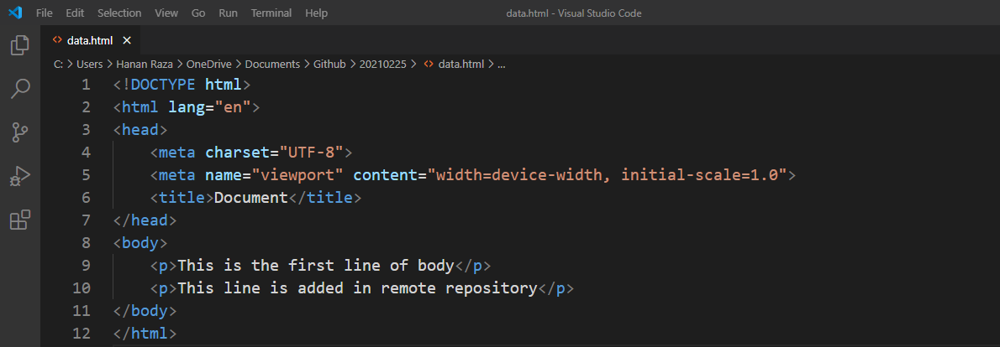 File Edit Selection View Go Run Terminal Help data.html - Visual Studio Code
data.html
C: > Users > Hanan Raza > OneDrive > Documents > Github > 20210225 > data.html > ...
1 <!DOCTYPE html>
2 <html lang="en">
3 <head>
4     <meta charset="UTF-8">
5     <meta name="viewport" content="width=device-width, initial-scale=1.0">
6     <title>Document</title>
7 </head>
8 <body>
9     <p>This is the first line of body</p>
10     <p>This line is added in remote repository</p>
11 </body>
12 </html>